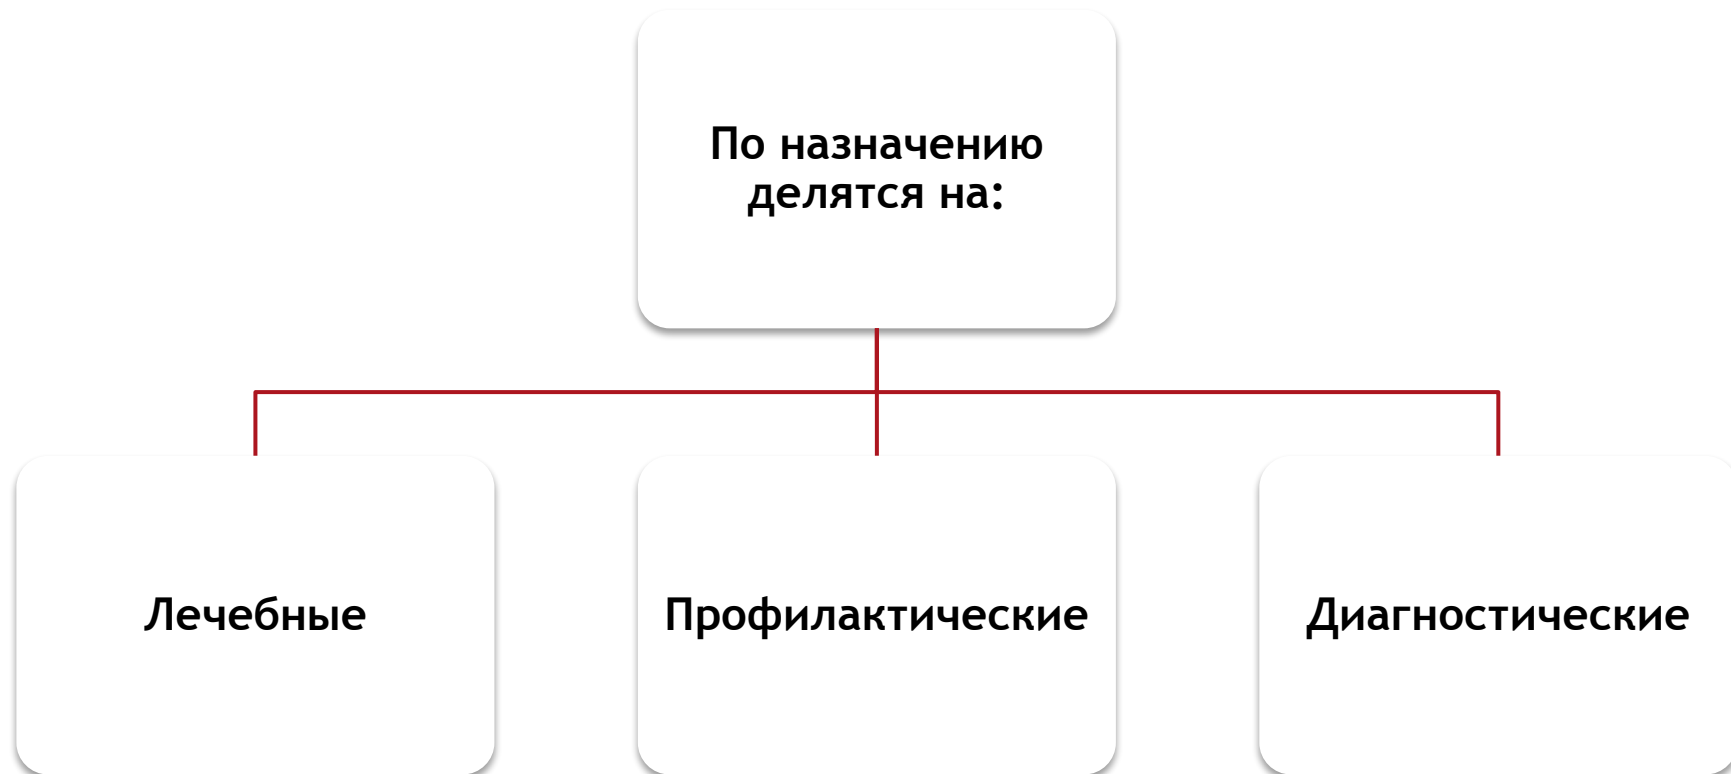 По назначению
делятся на:
Лечебные
Профилактические
Диагностические